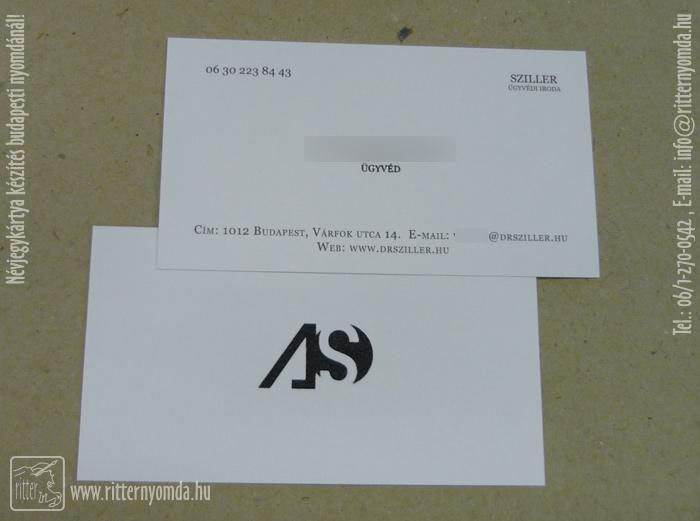 06 30 223 84 43
SZILLER
ÜGYVÉDI IRODA
ÜGYVÉD
Cím: 1012 Budapest, Várfok utca 14. E-mail: @drsziller.hu
Web: www.drsziller.hu
AS
Névjegykártya készítés budapesti nyomdánál!
Tel.: 06/1-270-0542 E-mail: info@ritternyomda.hu
ritter
www.ritternyomda.hu